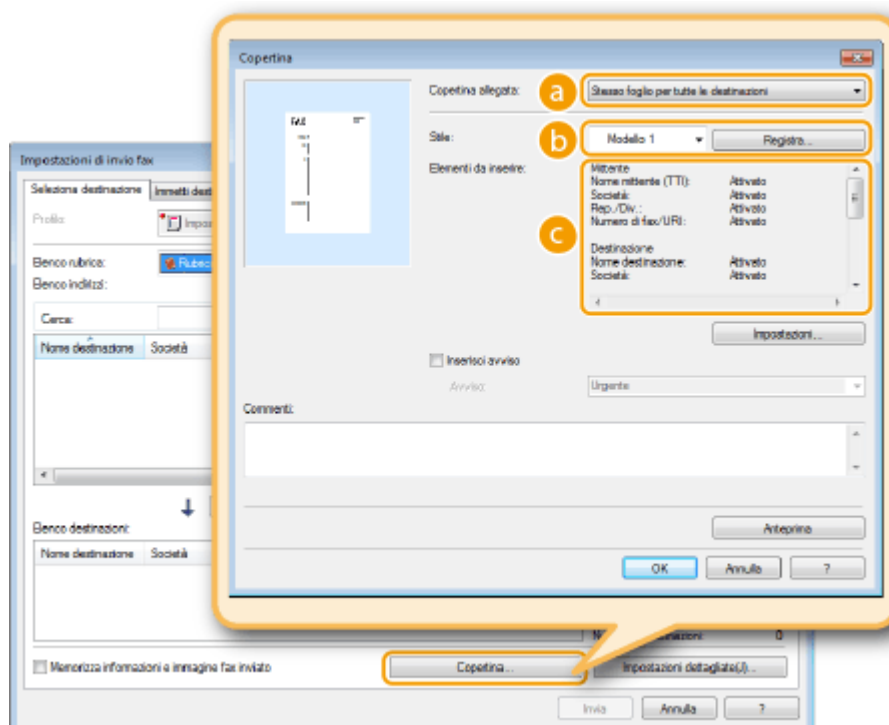 Copertina
Copertina allegata:
a
Stesso foglio per tutte le destinazioni
FAX
Stile:
b
Modello 1
Registra...
Elementi da inserire:
c
Mittente
Nome mittente (TTI): Attivato
Società: Attivato
Rep./Div.: Attivato
Numero di fax/URI: Attivato
Destinazione
Nome destinazione: Attivato
Società: Attivato
Impostazioni...
Inserisci avviso
Avviso:
Urgente
Commenti:
Anteprima
OK
Annulla
?
Impostazioni di invio fax
Seleziona destinazione
Immetti dest
Profilo:
Impos
Elenco rubrica:
Rubric
Elenco indirizzi:
Cerca:
Nome destinazione
Società
Elenco destinazioni:
Nome destinazione
Società
0
Memorizza informazioni e immagine fax inviato
Copertina...
Impostazioni dettagliate(J)...
Invia
Annulla
?